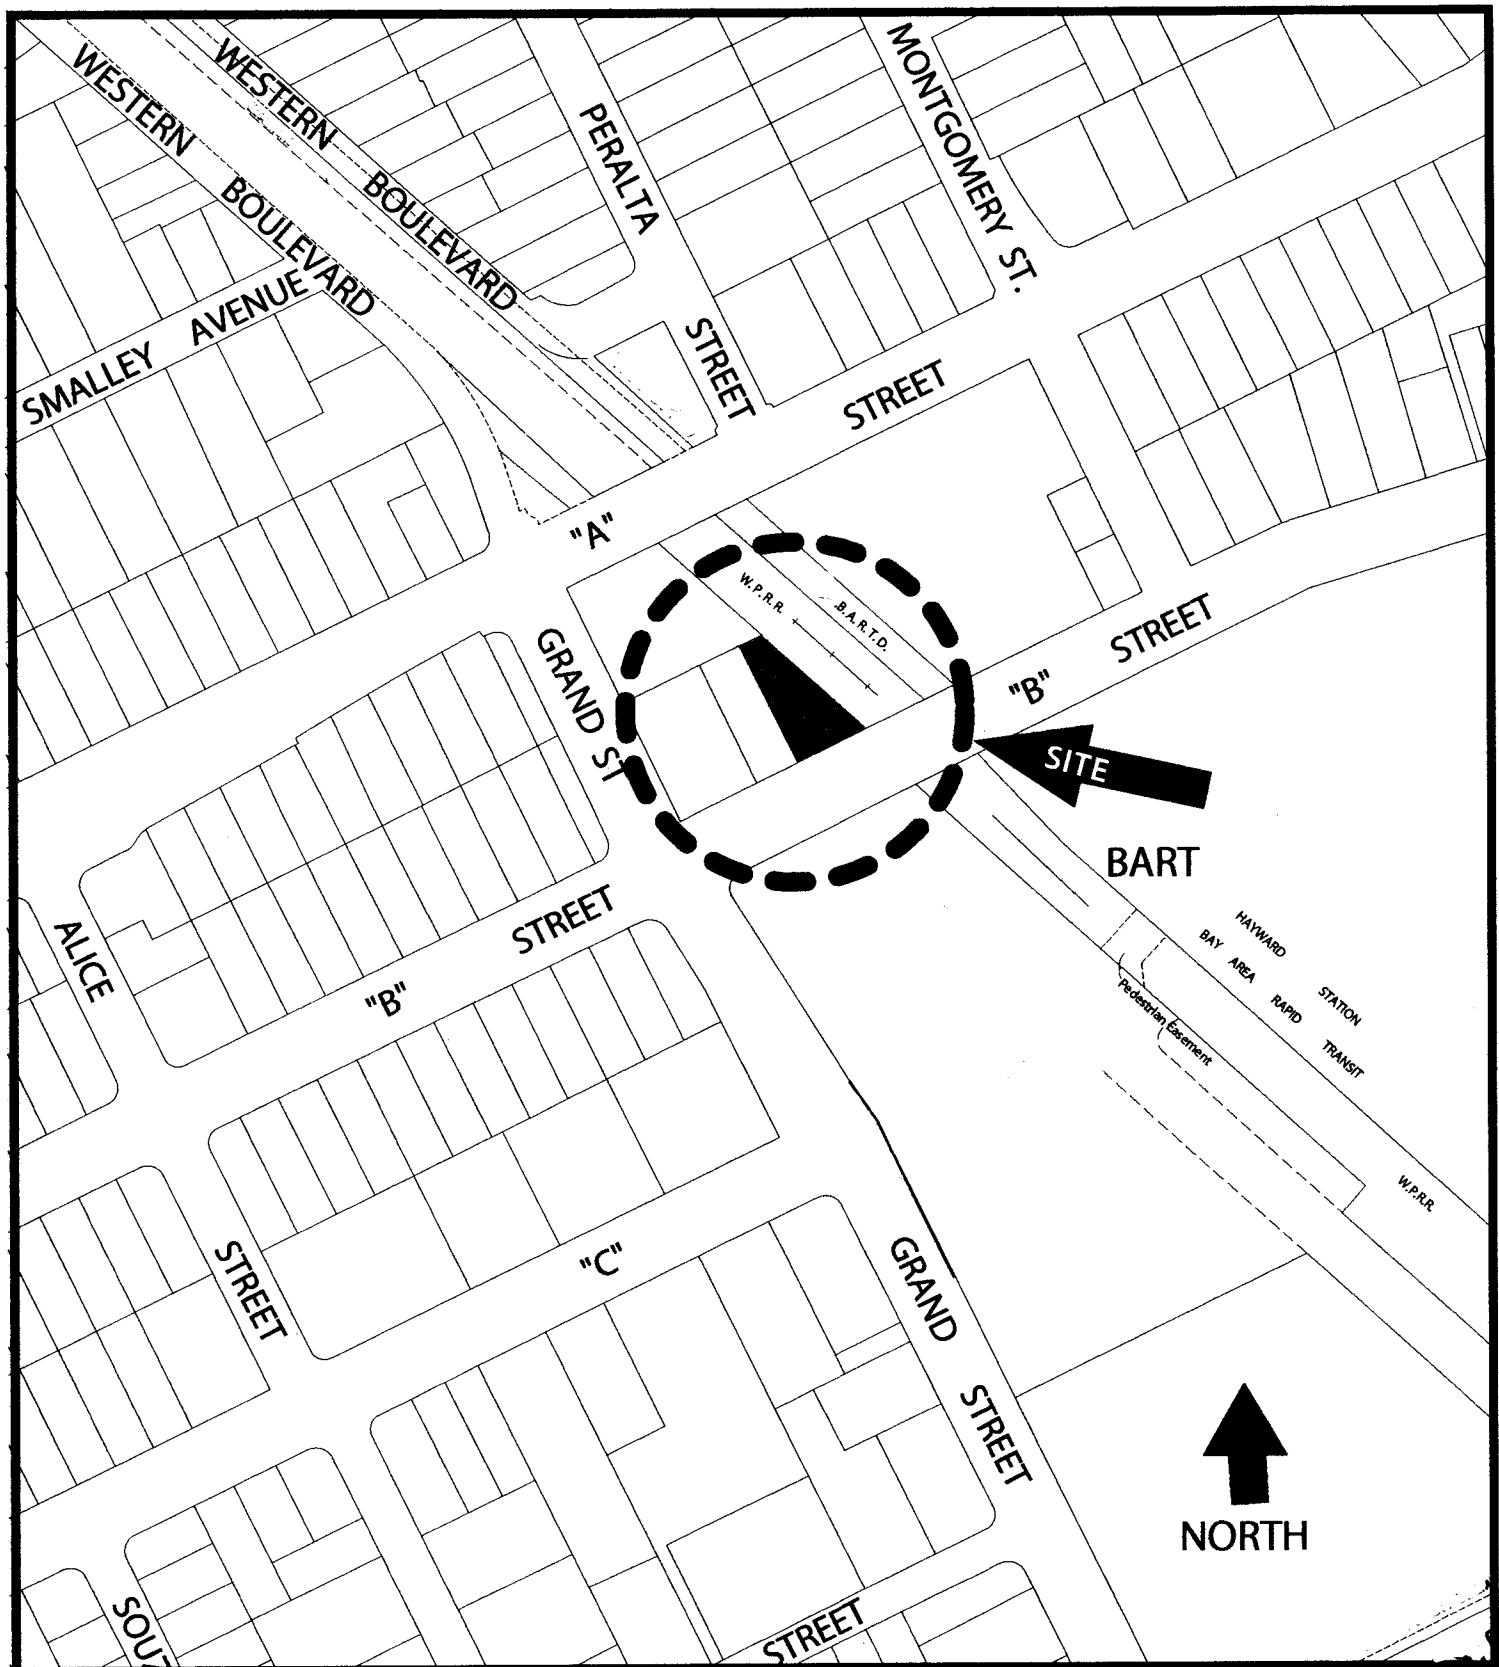 WESTERN BOULEVARD
WESTERN BOULEVARD
PERALTA STREET
MONTGOMERY ST.
SMALLEY AVENUE
"A" STREET
W.P.R.R.
B.A.R.T.D.
GRAND ST
"B" STREET
SITE
BART
HAYWARD STATION
BAY AREA RAPID TRANSIT
Pedestrian Easement
W.P.R.R.
ALICE STREET
"B" STREET
"C"
GRAND STREET
NORTH
STREET